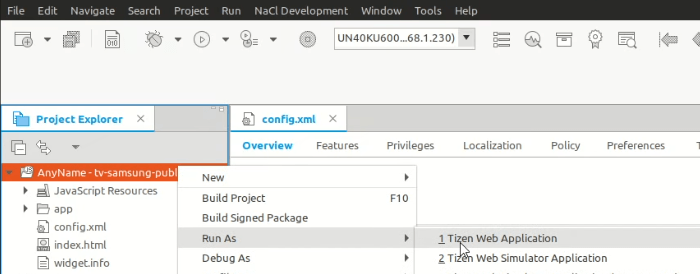 File Edit Navigate Search Project Run NaCl Development Window Tools Help
UN40KU600...68.1.230)
Project Explorer
config.xml
Overview Features Privileges Localization Policy Preferences
AnyName - tv-samsung-publ
JavaScript Resources
app
config.xml
index.html
widget.info
New
Build Project F10
Build Signed Package
Run As
Debug As
1 Tizen Web Application
2 Tizen Web Simulator Application